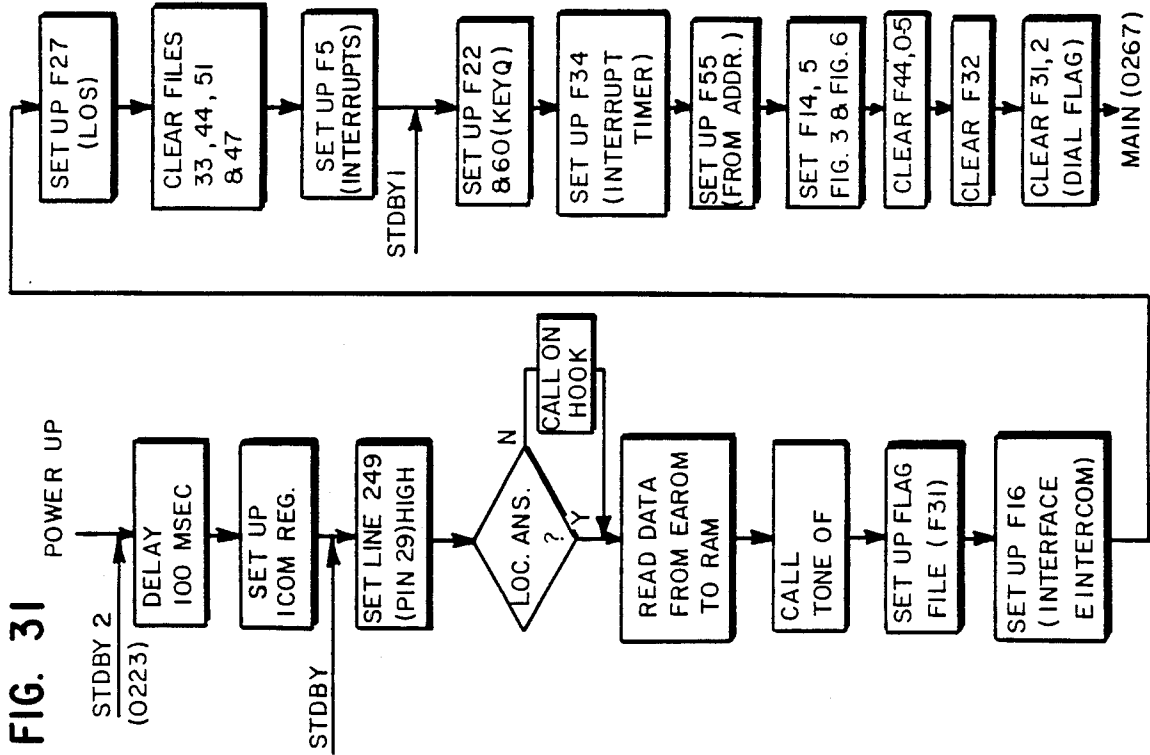 FIG. 31
POWER UP
STDBY 2
(0223)
DELAY
100 MSEC
SET UP
ICOM REG.
STDBY
SET LINE 249
(PIN 29)HIGH
LOC. ANS.
?
N
Y
CALL ON
HOOK
READ DATA
FROM EAROM
TO RAM
CALL
TONE OF
SET UP FLAG
FILE (F31)
SET UP F16
(INTERFACE
EINTERCOM)
SET UP F27
(LOS)
CLEAR FILES
33, 44, 51
& 47
SET UP F5
(INTERRUPTS)
STDBY1
SET UP F22
&60(KEYQ)
SET UP F34
(INTERRUPT
TIMER)
SET UP F55
(FROM ADDR.)
SET F14, 5
FIG. 3 & FIG. 6
CLEAR F44,0-5
CLEAR F32
CLEAR F31, 2
(DIAL FLAG)
MAIN (0267)